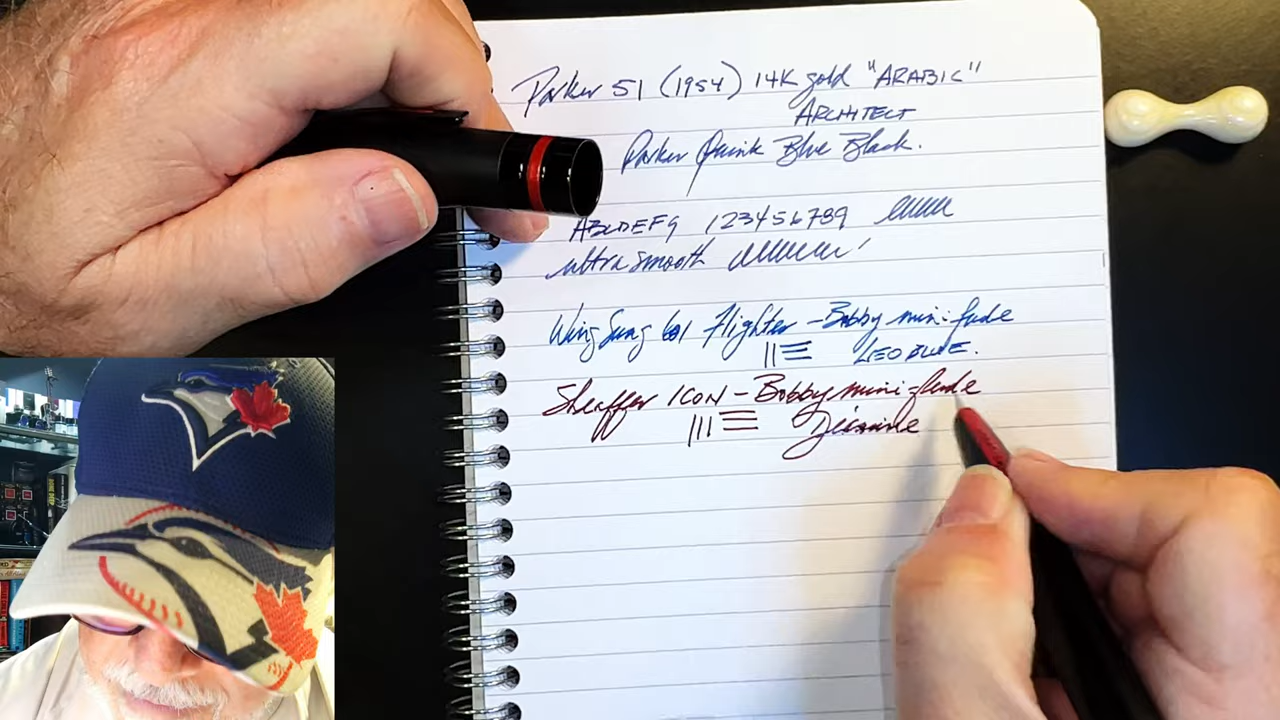 Parker 51 (1954) 14K gold "ARABIC"
ARCHITECT
Parker Quink Blue Black.
ABCDEFG 123456789
ultra smooth
Wing Sung 601 Flighter - Bobby mini-fude
LEO BLUE.
Sheaffer ICON - Bobby mini-fude